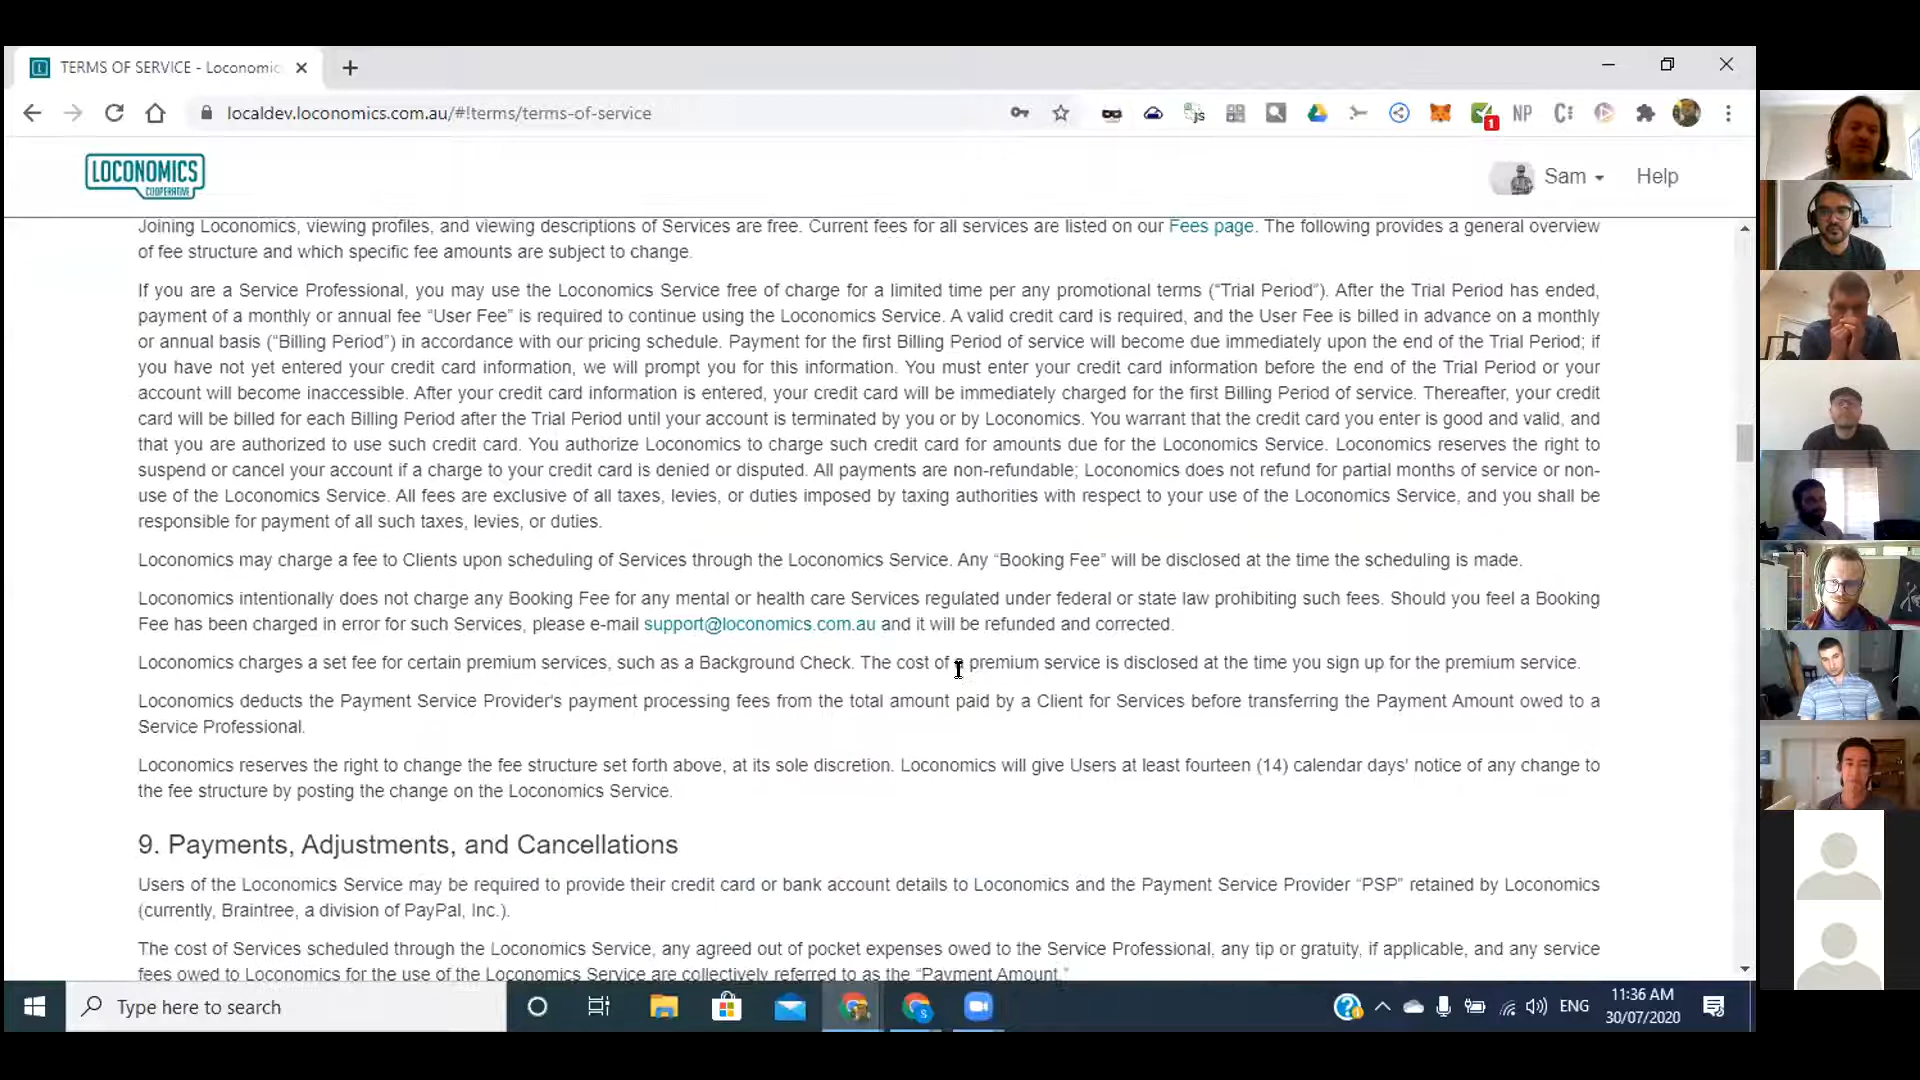 TERMS OF SERVICE - Loconomic
localdev.loconomics.com.au/#!terms/terms-of-service
js
1
NP
LOCONOMICS
COOPERATIVE
Sam
Help
Joining Loconomics, viewing profiles, and viewing descriptions of Services are free. Current fees for all services are listed on our Fees page. The following provides a general overview
of fee structure and which specific fee amounts are subject to change.
If you are a Service Professional, you may use the Loconomics Service free of charge for a limited time per any promotional terms (“Trial Period”). After the Trial Period has ended,
payment of a monthly or annual fee “User Fee” is required to continue using the Loconomics Service. A valid credit card is required, and the User Fee is billed in advance on a monthly
or annual basis (“Billing Period”) in accordance with our pricing schedule. Payment for the first Billing Period of service will become due immediately upon the end of the Trial Period; if
you have not yet entered your credit card information, we will prompt you for this information. You must enter your credit card information before the end of the Trial Period or your
account will become inaccessible. After your credit card information is entered, your credit card will be immediately charged for the first Billing Period of service. Thereafter, your credit
card will be billed for each Billing Period after the Trial Period until your account is terminated by you or by Loconomics. You warrant that the credit card you enter is good and valid, and
that you are authorized to use such credit card. You authorize Loconomics to charge such credit card for amounts due for the Loconomics Service. Loconomics reserves the right to
suspend or cancel your account if a charge to your credit card is denied or disputed. All payments are non-refundable; Loconomics does not refund for partial months of service or non-
use of the Loconomics Service. All fees are exclusive of all taxes, levies, or duties imposed by taxing authorities with respect to your use of the Loconomics Service, and you shall be
responsible for payment of all such taxes, levies, or duties.
Loconomics may charge a fee to Clients upon scheduling of Services through the Loconomics Service. Any “Booking Fee” will be disclosed at the time the scheduling is made.
Loconomics intentionally does not charge any Booking Fee for any mental or health care Services regulated under federal or state law prohibiting such fees. Should you feel a Booking
Fee has been charged in error for such Services, please e-mail support@loconomics.com.au and it will be refunded and corrected.
Loconomics charges a set fee for certain premium services, such as a Background Check. The cost of a premium service is disclosed at the time you sign up for the premium service.
Loconomics deducts the Payment Service Provider's payment processing fees from the total amount paid by a Client for Services before transferring the Payment Amount owed to a
Service Professional.
Loconomics reserves the right to change the fee structure set forth above, at its sole discretion. Loconomics will give Users at least fourteen (14) calendar days' notice of any change to
the fee structure by posting the change on the Loconomics Service.
9. Payments, Adjustments, and Cancellations
Users of the Loconomics Service may be required to provide their credit card or bank account details to Loconomics and the Payment Service Provider “PSP” retained by Loconomics
(currently, Braintree, a division of PayPal, Inc.).
The cost of Services scheduled through the Loconomics Service, any agreed out of pocket expenses owed to the Service Professional, any tip or gratuity, if applicable, and any service
fees owed to Loconomics for the use of the Loconomics Service are collectively referred to as the “Payment Amount.”
Type here to search
ENG
11:36 AM
30/07/2020